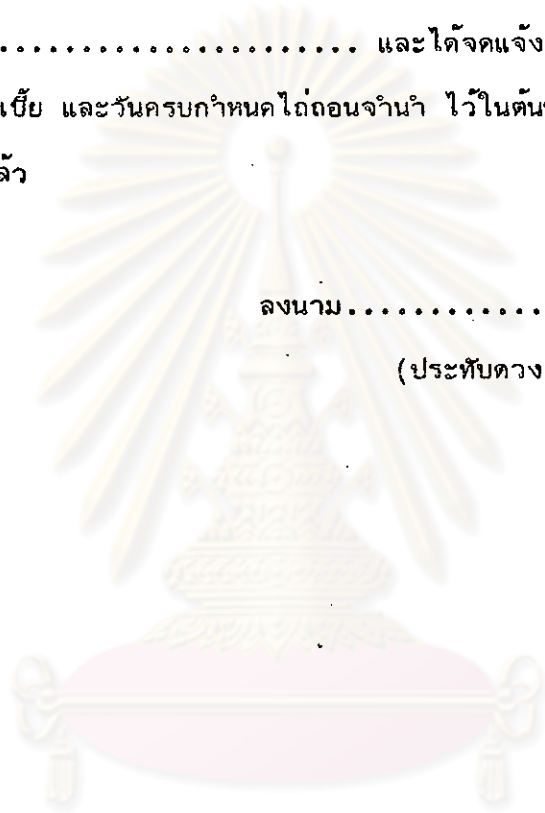 ........................ และได้จดแจ้ง
เบี้ย และวันครบกำหนดไถ่ถอนจำนำ ไว้ในต้น
ล้ว
ลงนาม............
(ประทับดวง